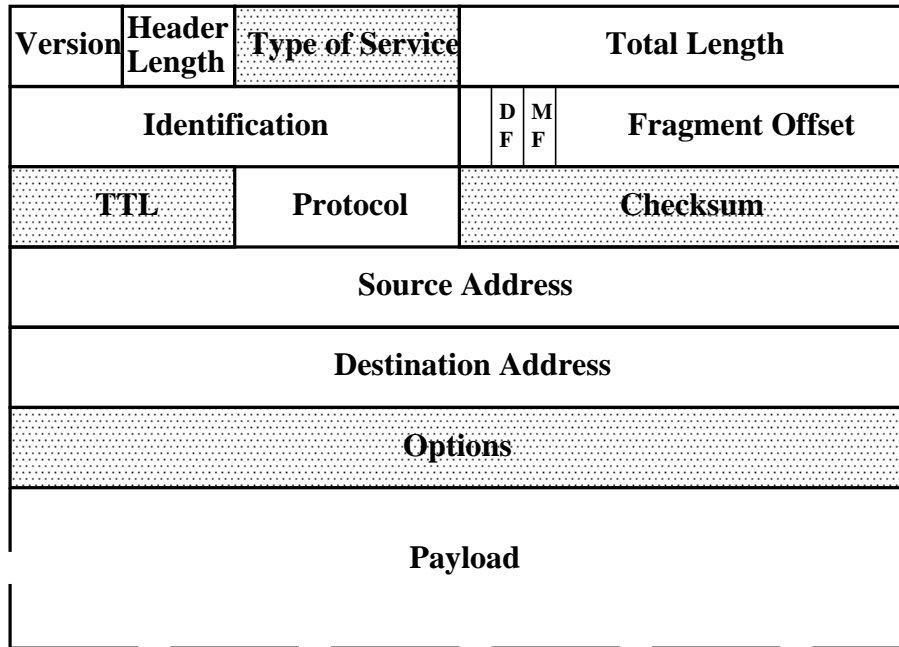 Version
Header
Length
Type of Service
Total Length
Identification
D
F
M
F
Fragment Offset
TTL
Protocol
Checksum
Source Address
Destination Address
Options
Payload